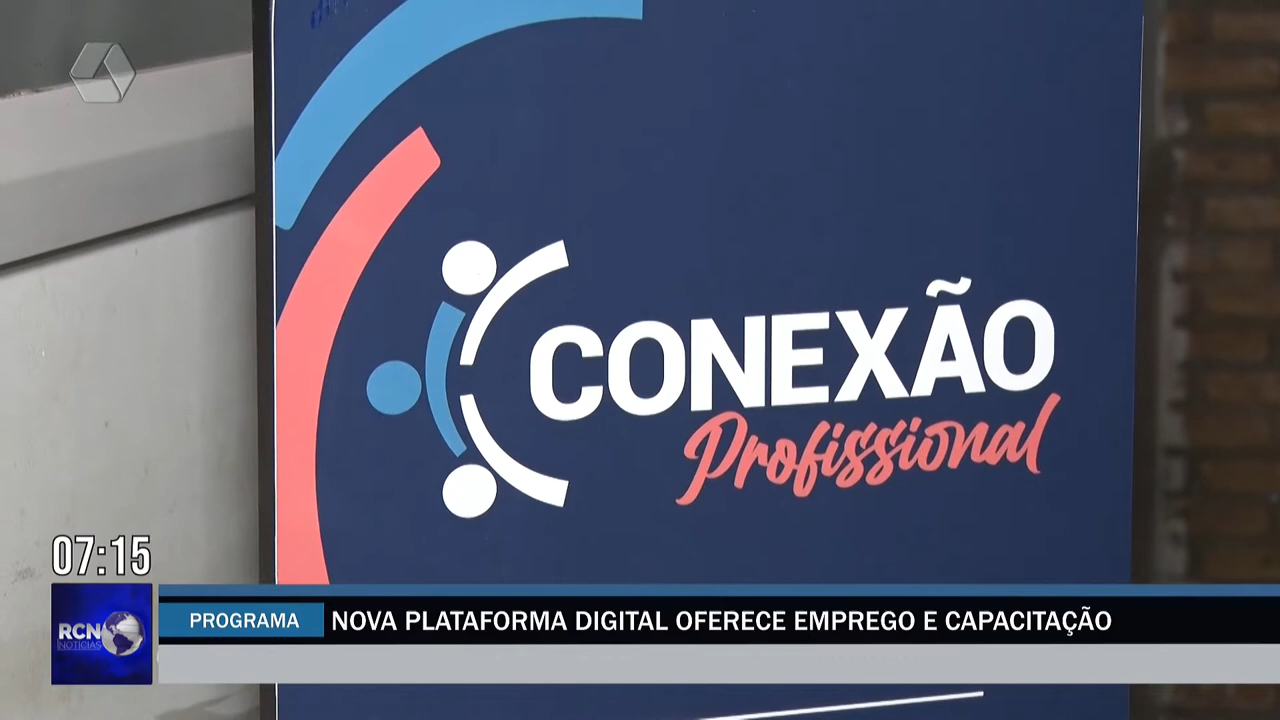 CONEXÃO
Profissional
07:15
RCN
NOTÍCIAS
PROGRAMA
NOVA PLATAFORMA DIGITAL OFERECE EMPREGO E CAPACITAÇÃO